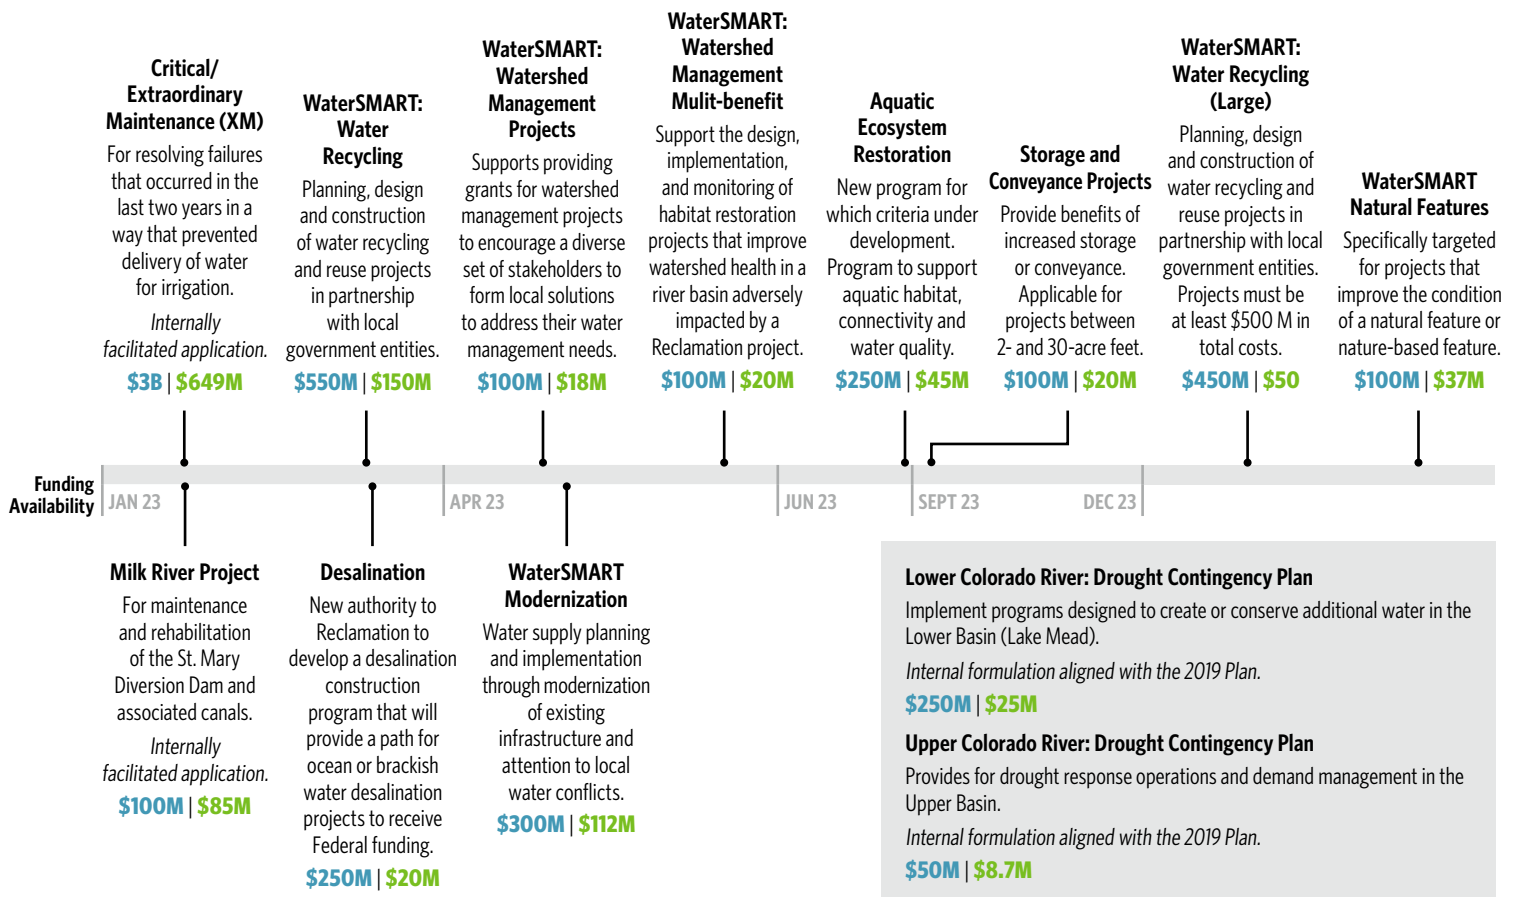 Critical/
Extraordinary
Maintenance (XM)
For resolving failures
that occurred in the
last two years in a
way that prevented
delivery of water
for irrigation.
Internally
facilitated application.
$3B | $649M
WaterSMART:
Water
Recycling
Planning, design
and construction
of water recycling
and reuse projects
in partnership
with local
government entities.
$550M | $150M
WaterSMART:
Watershed
Management
Projects
Supports providing
grants for watershed
management projects
to encourage a diverse
set of stakeholders to
form local solutions
to address their water
management needs.
$100M | $18M
WaterSMART:
Watershed
Management
Mulit-benefit
Support the design,
implementation,
and monitoring of
habitat restoration
projects that improve
watershed health in a
river basin adversely
impacted by a
Reclamation project.
$100M | $20M
Aquatic
Ecosystem
Restoration
New program for
which criteria under
development.
Program to support
aquatic habitat,
connectivity and
water quality.
$250M | $45M
Storage and
Conveyance Projects
Provide benefits of
increased storage
or conveyance.
Applicable for
projects between
2- and 30-acre feet.
$100M | $20M
WaterSMART:
Water Recycling
(Large)
Planning, design
and construction of
water recycling and
reuse projects in
partnership with local
government entities.
Projects must be
at least $500 M in
total costs.
$450M | $50
WaterSMART
Natural Features
Specifically targeted
for projects that
improve the condition
of a natural feature or
nature-based feature.
$100M | $37M
Funding
Availability
JAN 23
APR 23
JUN 23
SEPT 23
DEC 23
Milk River Project
For maintenance
and rehabilitation
of the St. Mary
Diversion Dam and
associated canals.
Internally
facilitated application.
$100M | $85M
Desalination
New authority to
Reclamation to
develop a desalination
construction
program that will
provide a path for
ocean or brackish
water desalination
projects to receive
Federal funding.
$250M | $20M
WaterSMART
Modernization
Water supply planning
and implementation
through modernization
of existing
infrastructure and
attention to local
water conflicts.
$300M | $112M
Lower Colorado River: Drought Contingency Plan
Implement programs designed to create or conserve additional water in the
Lower Basin (Lake Mead).
Internal formulation aligned with the 2019 Plan.
$250M | $25M
Upper Colorado River: Drought Contingency Plan
Provides for drought response operations and demand management in the
Upper Basin.
Internal formulation aligned with the 2019 Plan.
$50M | $8.7M